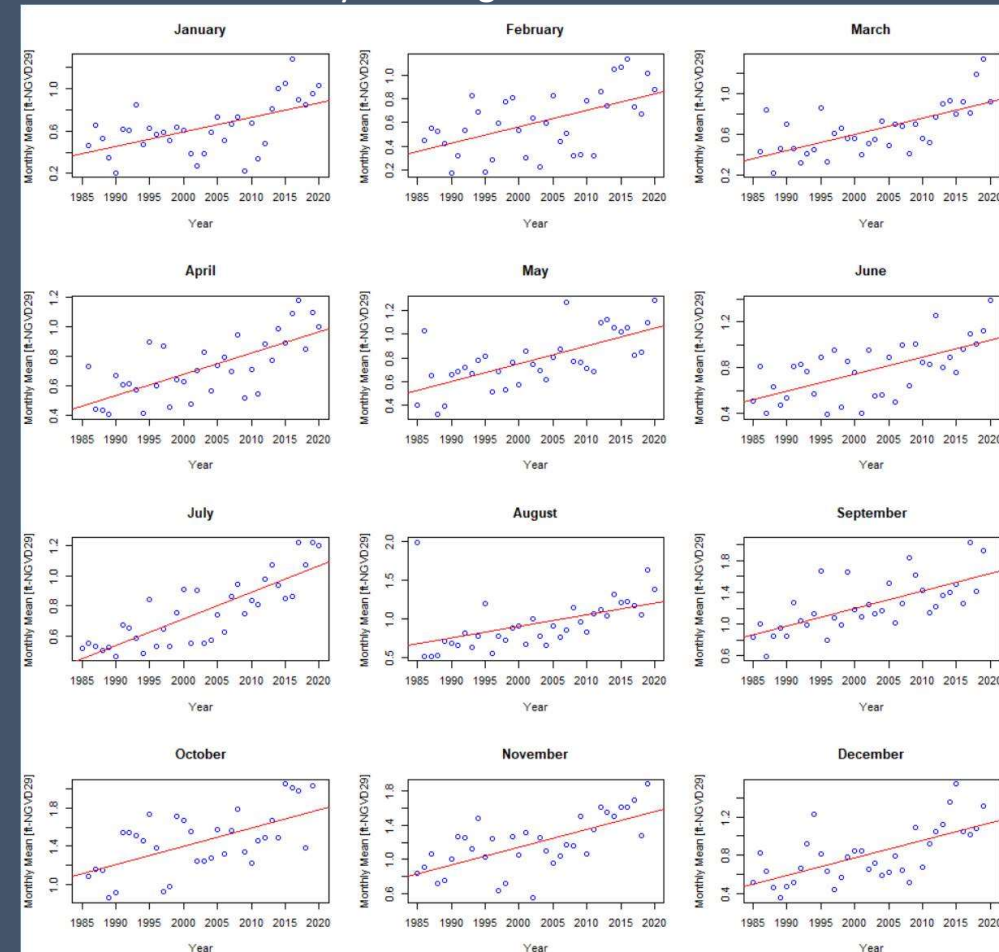 January February March
Monthly Mean [ft-NGVD29] Monthly Mean [ft-NGVD29] Monthly Mean [ft-NGVD29]
0.2 0.6 1.0 0.2 0.4 0.6 0.8 1.0 0.2 0.6 1.0
1985 1990 1995 2000 2005 2010 2015 2020 1985 1990 1995 2000 2005 2010 2015 2020 1985 1990 1995 2000 2005 2010 2015 2020
Year Year Year
April May June
Monthly Mean [ft-NGVD29] Monthly Mean [ft-NGVD29] Monthly Mean [ft-NGVD29]
0.4 0.6 0.8 1.0 1.2 0.4 0.6 0.8 1.0 1.2 0.4 0.8 1.2
1985 1990 1995 2000 2005 2010 2015 2020 1985 1990 1995 2000 2005 2010 2015 2020 1985 1990 1995 2000 2005 2010 2015 2020
Year Year Year
July August September
Monthly Mean [ft-NGVD29] Monthly Mean [ft-NGVD29] Monthly Mean [ft-NGVD29]
0.6 0.8 1.0 1.2 0.5 1.0 1.5 2.0 0.6 1.0 1.4 1.8
1985 1990 1995 2000 2005 2010 2015 2020 1985 1990 1995 2000 2005 2010 2015 2020 1985 1990 1995 2000 2005 2010 2015 2020
Year Year Year
October November December
Monthly Mean [ft-NGVD29] Monthly Mean [ft-NGVD29] Monthly Mean [ft-NGVD29]
1.0 1.4 1.8 0.6 1.0 1.4 1.8 0.4 0.8 1.2
1985 1990 1995 2000 2005 2010 2015 2020 1985 1990 1995 2000 2005 2010 2015 2020 1985 1990 1995 2000 2005 2010 2015 2020
Year Year Year